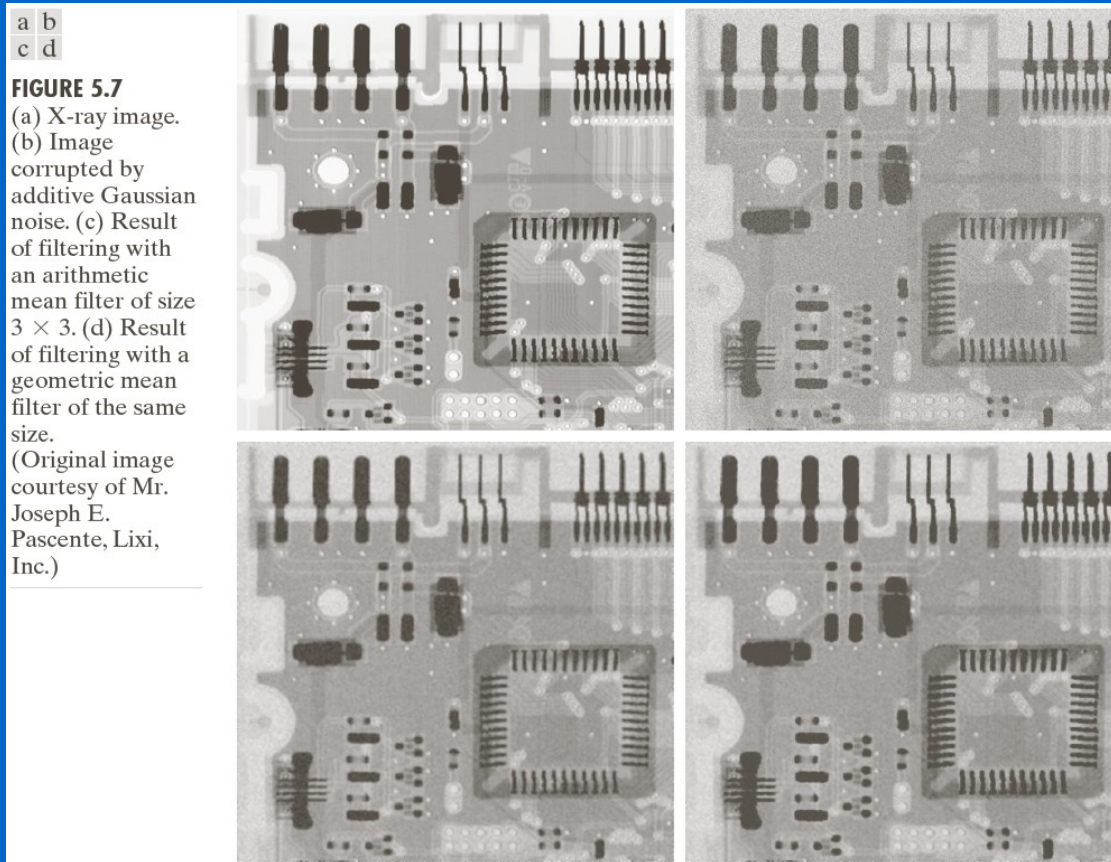 a b
c d
FIGURE 5.7
(a) X-ray image.
(b) Image
corrupted by
additive Gaussian
noise. (c) Result
of filtering with
an arithmetic
mean filter of size
3 × 3. (d) Result
of filtering with a
geometric mean
filter of the same
size.
(Original image
courtesy of Mr.
Joseph E.
Pascente, Lixi,
Inc.)